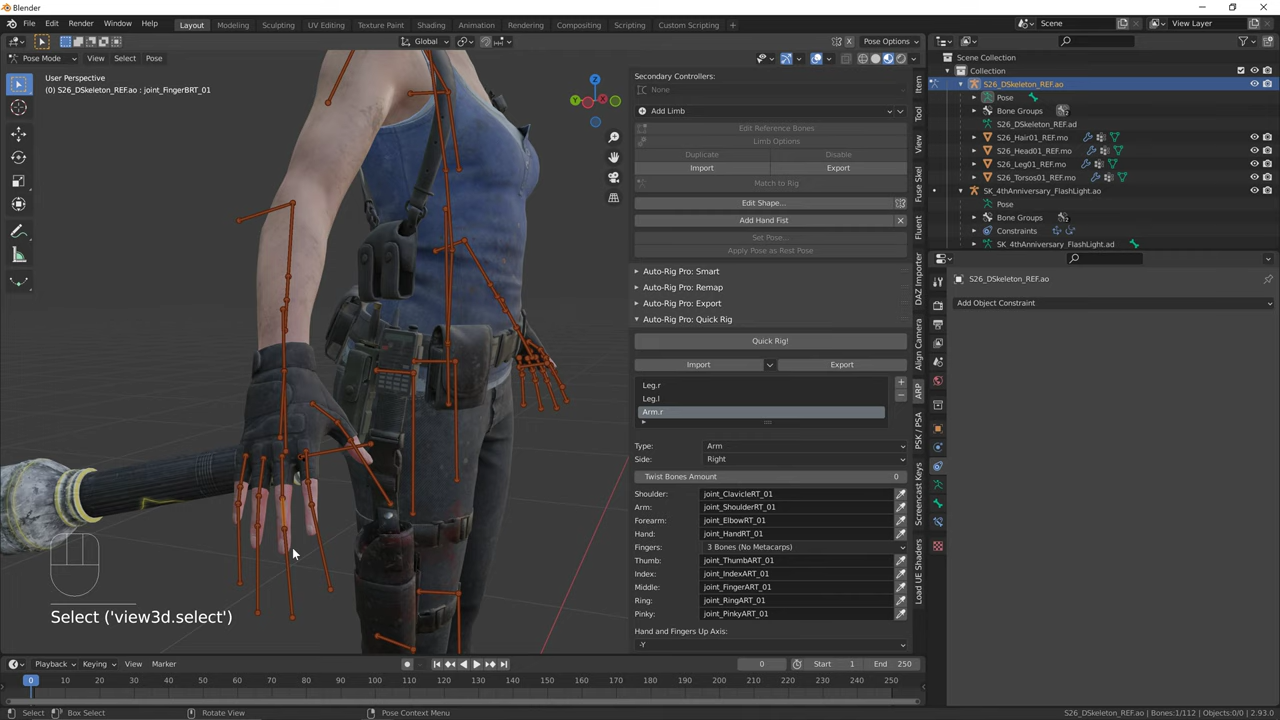 Blender
File Edit Render Window Help Layout Modeling Sculpting UV Editing Texture Paint Shading Animation Rendering Compositing Scripting Custom Scripting + Scene View Layer
Global Pose Options
Pose Mode View Select Pose
User Perspective
(0) S26_DSkeleton_REF.ao : joint_FingerBRT_01
Select ('view3d.select')
Secondary Controllers:
None
Add Limb
Edit Reference Bones
Limb Options
Duplicate Disable
Import Export
Match to Rig
Edit Shape...
Add Hand Fist
Set Pose...
Apply Pose as Rest Pose
Auto-Rig Pro: Smart
Auto-Rig Pro: Remap
Auto-Rig Pro: Export
Auto-Rig Pro: Quick Rig
Quick Rig!
Import Export
Leg.r
Leg.l
Arm.r
Type: Arm
Side: Right
Twist Bones Amount 0
Shoulder: joint_ClavicleRT_01
Arm: joint_ShoulderRT_01
Forearm: joint_ElbowRT_01
Hand: joint_HandRT_01
Fingers: 3 Bones (No Metacarps)
Thumb: joint_ThumbART_01
Index: joint_IndexART_01
Middle: joint_FingerART_01
Ring: joint_RingART_01
Pinky: joint_PinkyART_01
Hand and Fingers Up Axis:
-Y
Item
Tool
View
Fuse Skel
Fluent
DAZ Importer
Align Camera
ARP
PSK / PSA
Screencast Keys
Load UE Shaders
Scene Collection
Collection
S26_DSkeleton_REF.ao
Pose
Bone Groups
S26_DSkeleton_REF.ad
S26_Hair01_REF.mo
S26_Head01_REF.mo
S26_Leg01_REF.mo
S26_Torsos01_REF.mo
SK_4thAnniversary_FlashLight.ao
Pose
Bone Groups
Constraints
SK_4thAnniversary_FlashLight.ad
S26_DSkeleton_REF.ao
Add Object Constraint
Playback Keying View Marker 0 Start 1 End 250
0 10 20 30 40 50 60 70 80 90 100 110 120 130 140 150 160 170 180 190 200 210 220 230 240 250
Select Box Select Rotate View Pose Context Menu S26_DSkeleton_REF.ao | Bones:1/112 | Objects:0/0 | 2.93.0